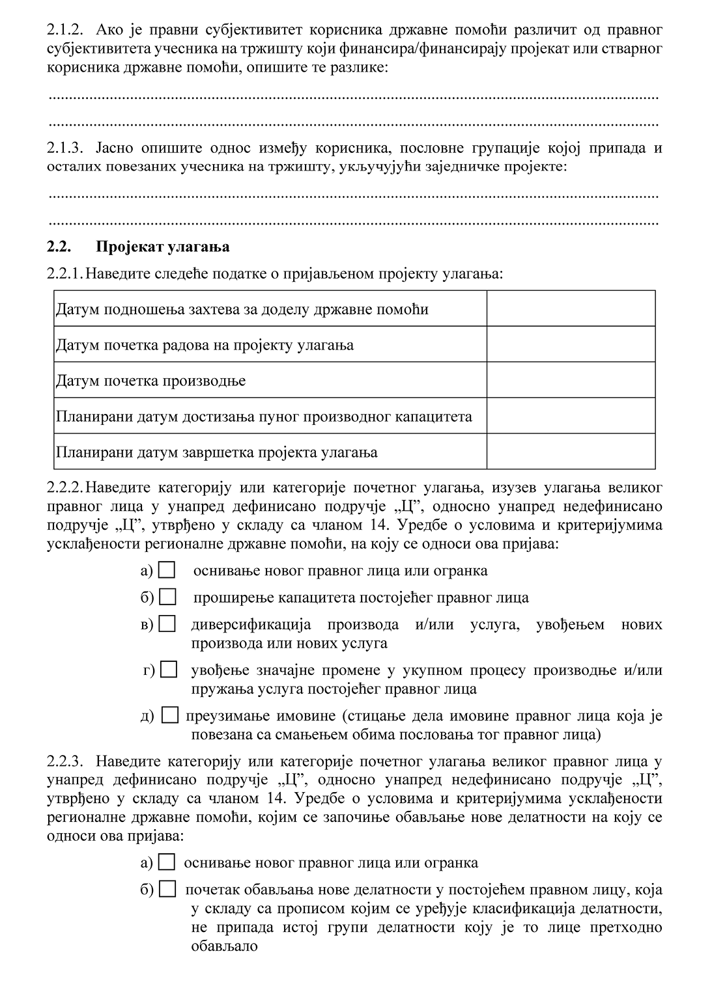 2.1.2. Ако је правни субјективитет корисника државне помоћи различит од правног
субјективитета учесника на тржишту који финансира/финансирају пројекат или стварног
корисника државне помоћи, опишите те разлике:
......................................................................................................................................................
......................................................................................................................................................
2.1.3. Јасно опишите однос између корисника, пословне групације којој припада и
осталих повезаних учесника на тржишту, укључујући заједничке пројекте:
......................................................................................................................................................
......................................................................................................................................................
2.2. Пројекат улагања
2.2.1. Наведите следеће податке о пријављеном пројекту улагања:
Датум подношења захтева за доделу државне помоћи
Датум почетка радова на пројекту улагања
Датум почетка производње
Планирани датум достизања пуног производног капацитета
Планирани датум завршетка пројекта улагања
2.2.2. Наведите категорију или категорије почетног улагања, изузев улагања великог
правног лица у унапред дефинисано подручје „Ц”, односно унапред недефинисано
подручје „Ц”, утврђено у складу са чланом 14. Уредбе о условима и критеријумима
усклађености регионалне државне помоћи, на коју се односи ова пријава:
а) оснивање новог правног лица или огранка
б) проширење капацитета постојећег правног лица
в) диверсификација производа и/или услуга, увођењем нових
производа или нових услуга
г) увођење значајне промене у укупном процесу производње и/или
пружања услуга постојећег правног лица
д) преузимање имовине (стицање дела имовине правног лица која је
повезана са смањењем обима пословања тог правног лица)
2.2.3. Наведите категорију или категорије почетног улагања великог правног лица у
унапред дефинисано подручје „Ц”, односно унапред недефинисано подручје „Ц”,
утврђено у складу са чланом 14. Уредбе о условима и критеријумима усклађености
регионалне државне помоћи, којим се започиње обављање нове делатности на коју се
односи ова пријава:
а) оснивање новог правног лица или огранка
б) почетак обављања нове делатности у постојећем правном лицу, која
у складу са прописом којим се уређује класификација делатности,
не припада истој групи делатности коју је то лице претходно
обављало